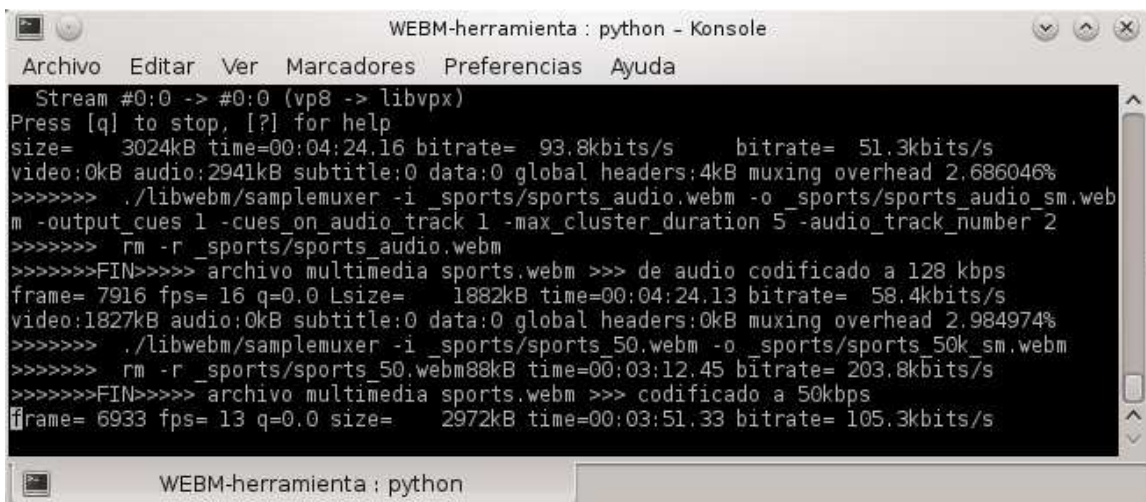 WEBM-herramienta : python – Konsole
Archivo Editar Ver Marcadores Preferencias Ayuda
Stream #0:0 -> #0:0 (vp8 -> libvpx)
Press [q] to stop, [?] for help
size=    3024kB time=00:04:24.16 bitrate=  93.8kbits/s    bitrate=  51.3kbits/s
video:0kB audio:2941kB subtitle:0 data:0 global headers:4kB muxing overhead 2.686046%
>>>>>>>  ./libwebm/samplemuxer -i _sports/sports_audio.webm -o _sports/sports_audio_sm.web
m -output_cues 1 -cues_on_audio_track 1 -max_cluster_duration 5 -audio_track_number 2
>>>>>>>  rm -r _sports/sports_audio.webm
>>>>>>>FIN>>>>> archivo multimedia sports.webm >>> de audio codificado a 128 kbps
frame= 7916 fps= 16 q=0.0 Lsize=    1882kB time=00:04:24.13 bitrate=  58.4kbits/s
video:1827kB audio:0kB subtitle:0 data:0 global headers:0kB muxing overhead 2.984974%
>>>>>>>  ./libwebm/samplemuxer -i _sports/sports_50.webm -o _sports/sports_50k_sm.webm
>>>>>>>  rm -r _sports/sports_50.webm88kB time=00:03:12.45 bitrate= 203.8kbits/s
>>>>>>>FIN>>>>> archivo multimedia sports.webm >>> codificado a 50kbps
frame= 6933 fps= 13 q=0.0 size=    2972kB time=00:03:51.33 bitrate= 105.3kbits/s
WEBM-herramienta : python